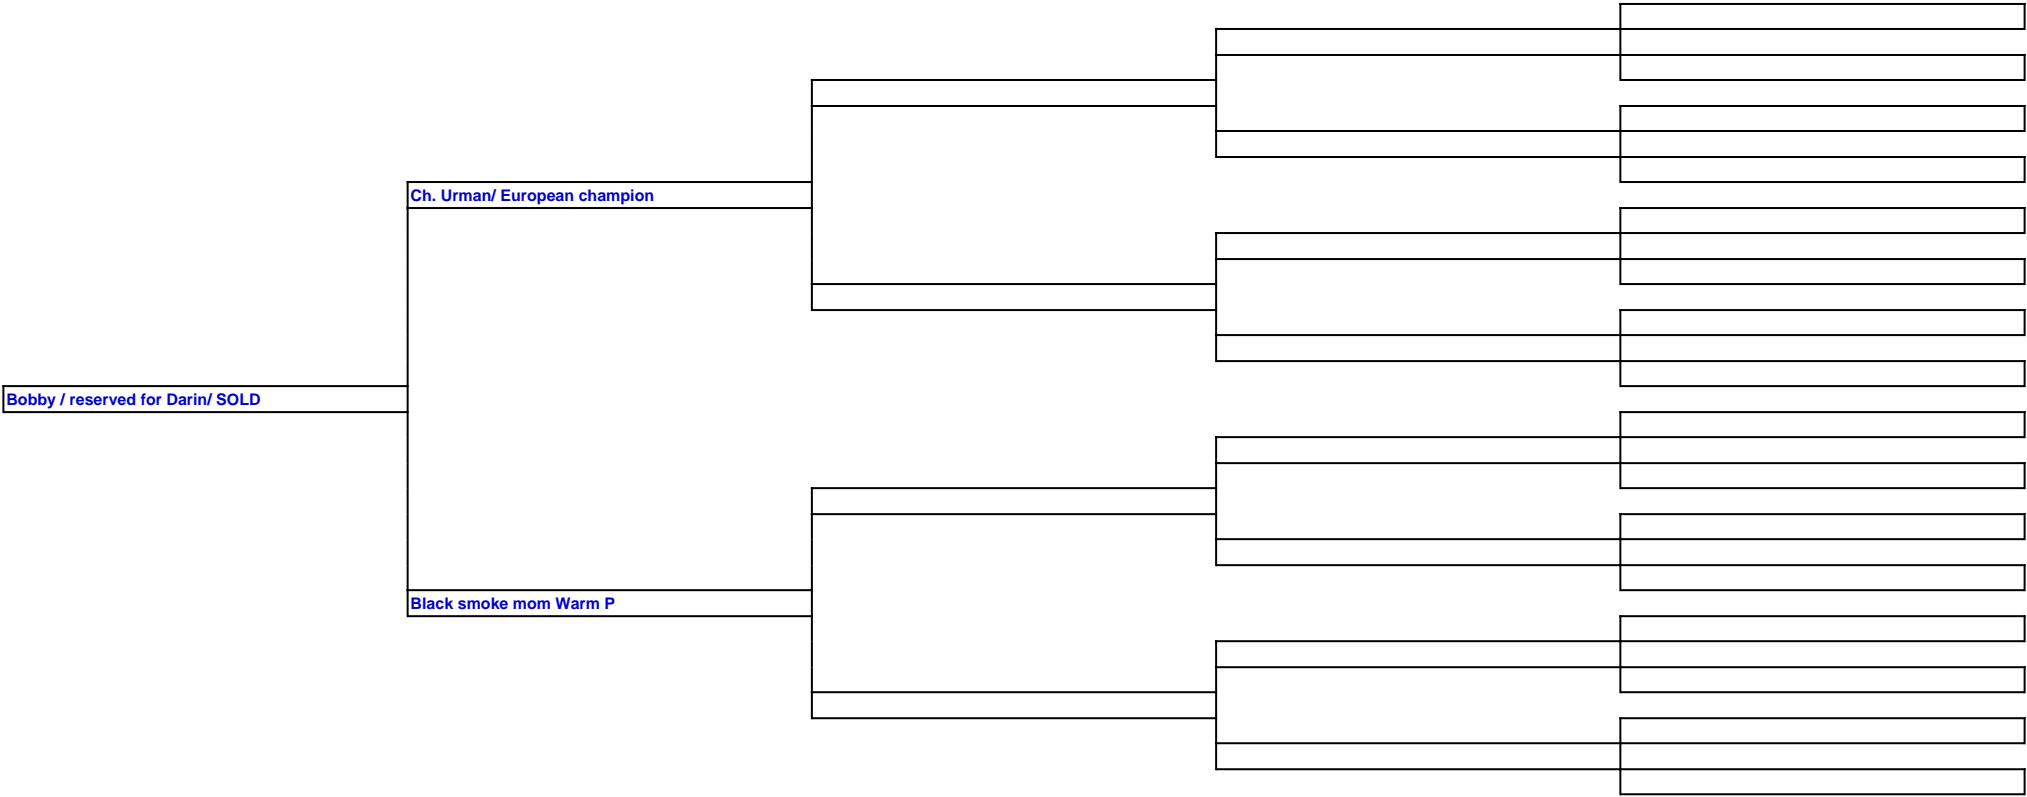 Ch. Urman/ European champion
Bobby / reserved for Darin/ SOLD
Black smoke mom Warm P